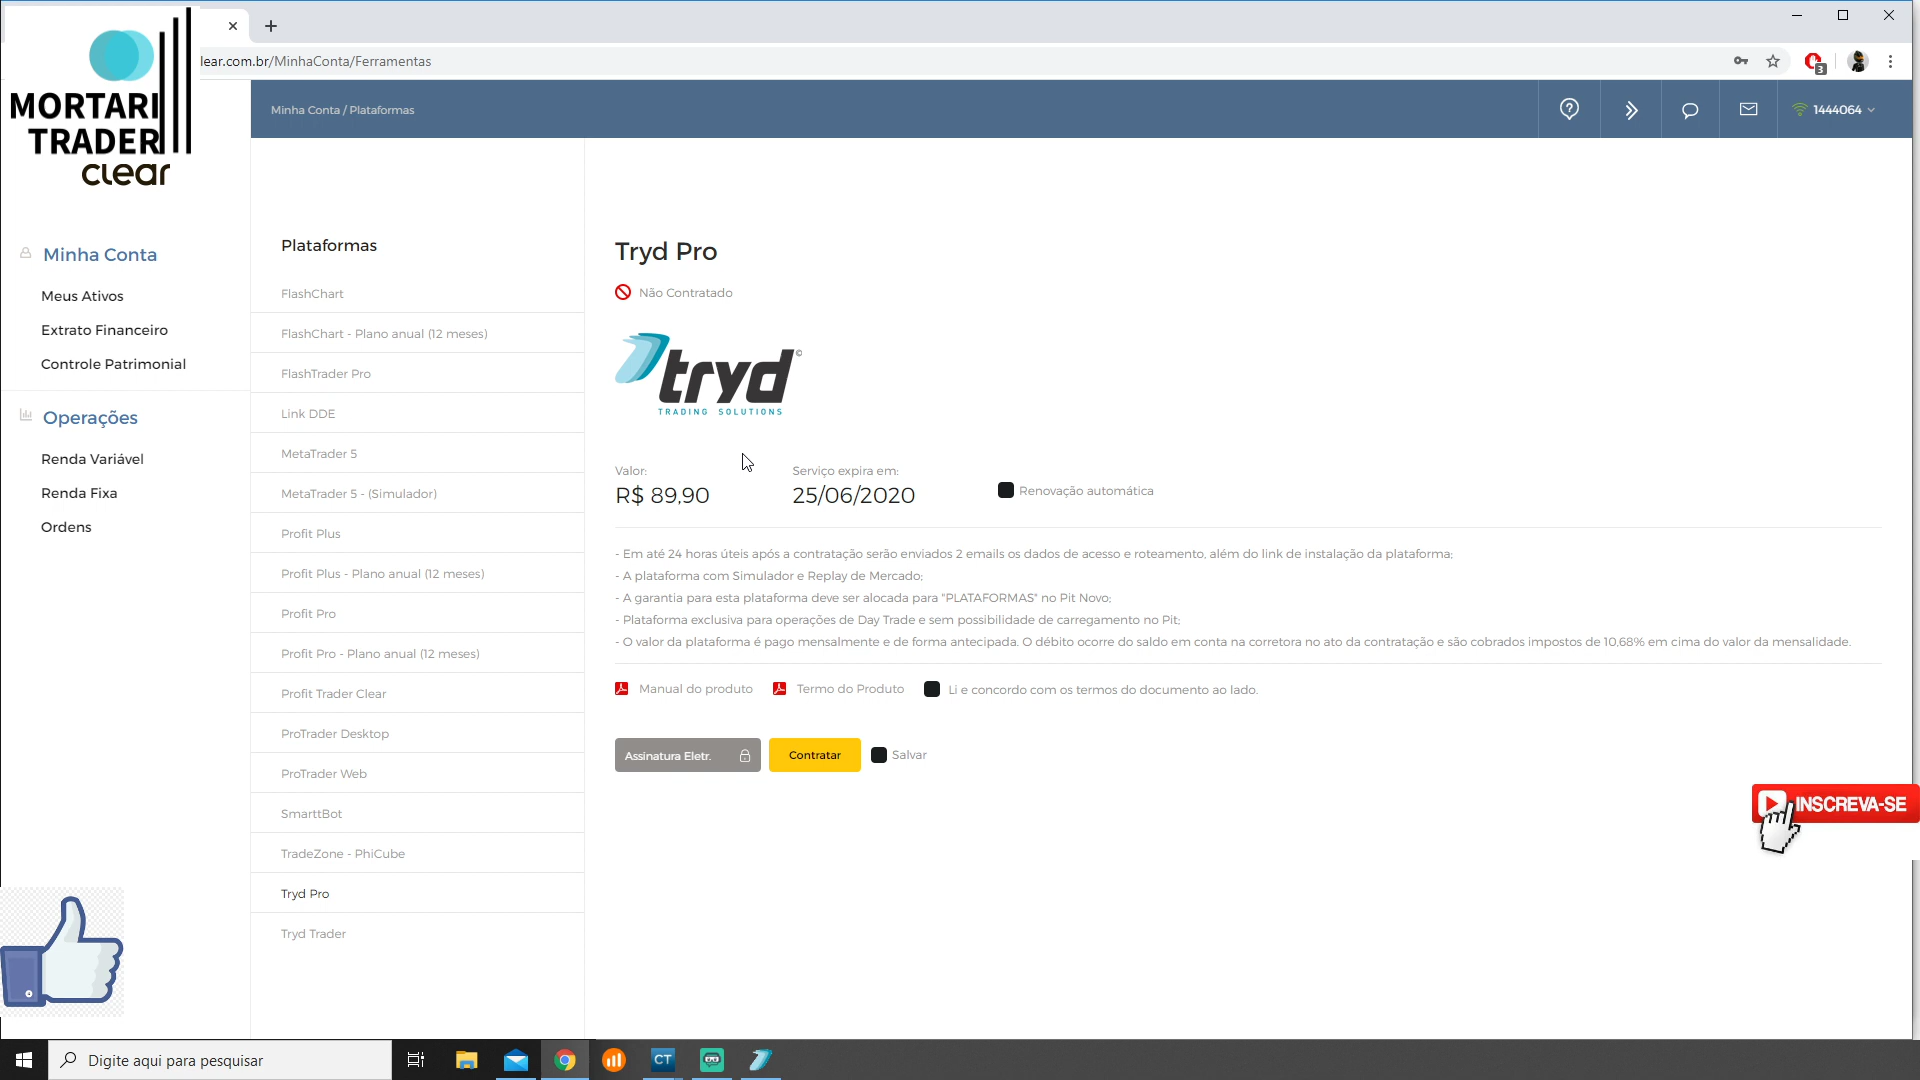 lear.com.br/MinhaConta/Ferramentas
3
MORTARI
TRADER
clear
Minha Conta / Plataformas
1444064
Minha Conta
Meus Ativos
Extrato Financeiro
Controle Patrimonial
Operações
Renda Variável
Renda Fixa
Ordens
Plataformas
FlashChart
FlashChart - Plano anual (12 meses)
FlashTrader Pro
Link DDE
MetaTrader 5
MetaTrader 5 - (Simulador)
Profit Plus
Profit Plus - Plano anual (12 meses)
Profit Pro
Profit Pro - Plano anual (12 meses)
Profit Trader Clear
ProTrader Desktop
ProTrader Web
SmarttBot
TradeZone - PhiCube
Tryd Pro
Tryd Trader
Tryd Pro
Não Contratado
tryd©
TRADING SOLUTIONS
Valor:
R$ 89,90
Serviço expira em:
25/06/2020
Renovação automática
- Em até 24 horas úteis após a contratação serão enviados 2 emails os dados de acesso e roteamento, além do link de instalação da plataforma;
- A plataforma com Simulador e Replay de Mercado;
- A garantia para esta plataforma deve ser alocada para "PLATAFORMAS" no Pit Novo;
- Plataforma exclusiva para operações de Day Trade e sem possibilidade de carregamento no Pit;
- O valor da plataforma é pago mensalmente e de forma antecipada. O débito ocorre do saldo em conta na corretora no ato da contratação e são cobrados impostos de 10,68% em cima do valor da mensalidade.
Manual do produto Termo do Produto Li e concordo com os termos do documento ao lado.
Assinatura Eletr. Contratar Salvar
INSCREVA-SE
Digite aqui para pesquisar
CT